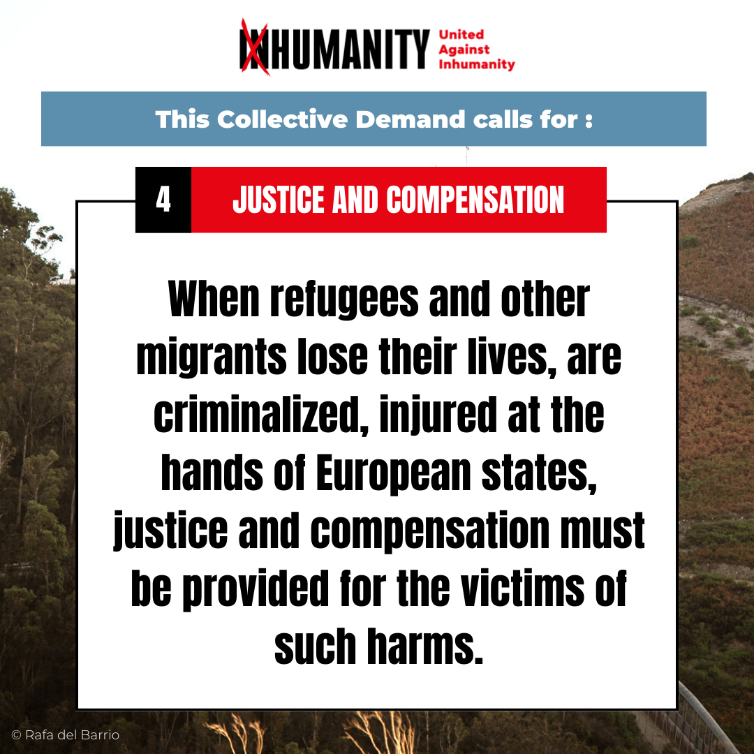 INHUMANITY
United
Against
Inhumanity
This Collective Demand calls for :
4 JUSTICE AND COMPENSATION
When refugees and other
migrants lose their lives, are
criminalized, injured at the
hands of European states,
justice and compensation must
be provided for the victims of
such harms.
© Rafa del Barrio